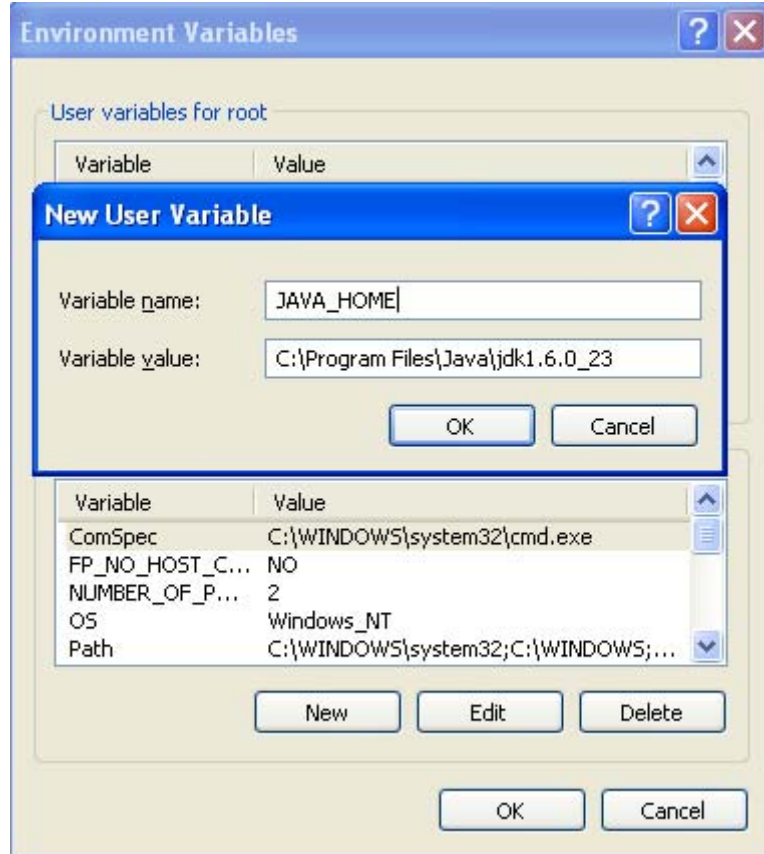 Environment Variables
User variables for root
Variable Value
New User Variable
Variable name: JAVA_HOME
Variable value: C:\Program Files\Java\jdk1.6.0_23
OK Cancel
Variable Value
ComSpec C:\WINDOWS\system32\cmd.exe
FP_NO_HOST_C... NO
NUMBER_OF_P... 2
OS Windows_NT
Path C:\WINDOWS\system32;C:\WINDOWS;...
New Edit Delete
OK Cancel